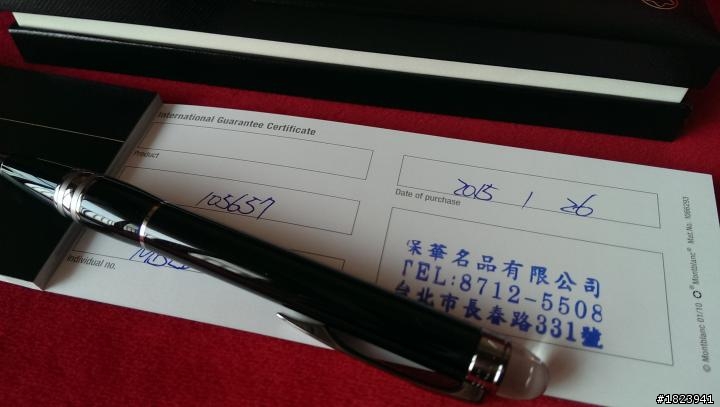 International Guarantee Certificate
Product
105657
Individual no.
2015 1 26
Date of purchase
保華名品有限公司
TEL:8712-5508
台北市長春路331號
© Montblanc 01/10 ® Montblanc® Mat.No.
#1823941